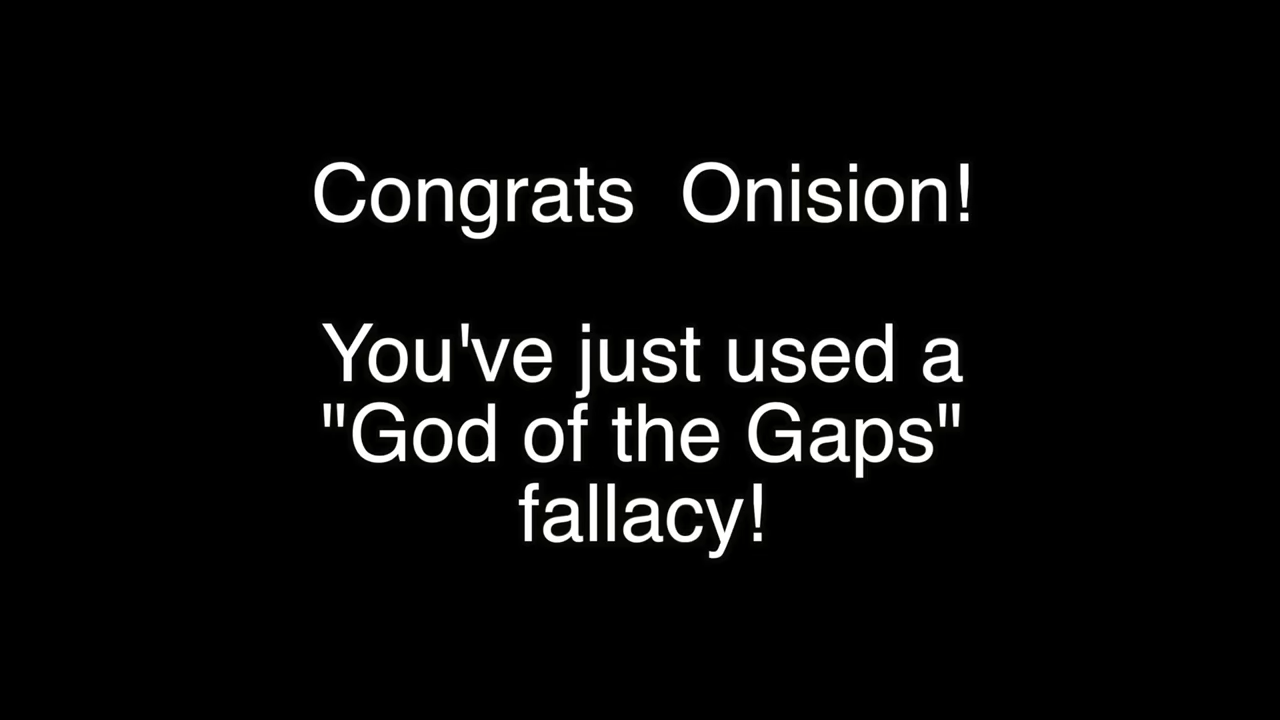 Congrats  Onision!
You've just used a
"God of the Gaps"
fallacy!